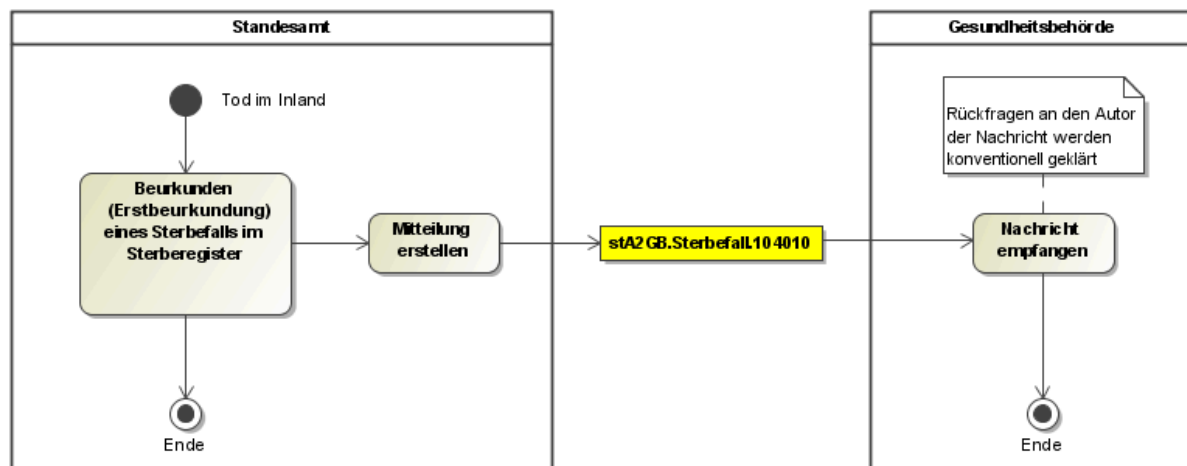 Standesamt
Gesundheitsbehörde
Tod im Inland
Rückfragen an den Autor
der Nachricht werden
konventionell geklärt
Beurkunden
(Erstbeurkundung)
eines Sterbefalls im
Sterberegister
Mitteilung
erstellen
stA2GB.Sterbefall.104010
Nachricht
empfangen
Ende
Ende